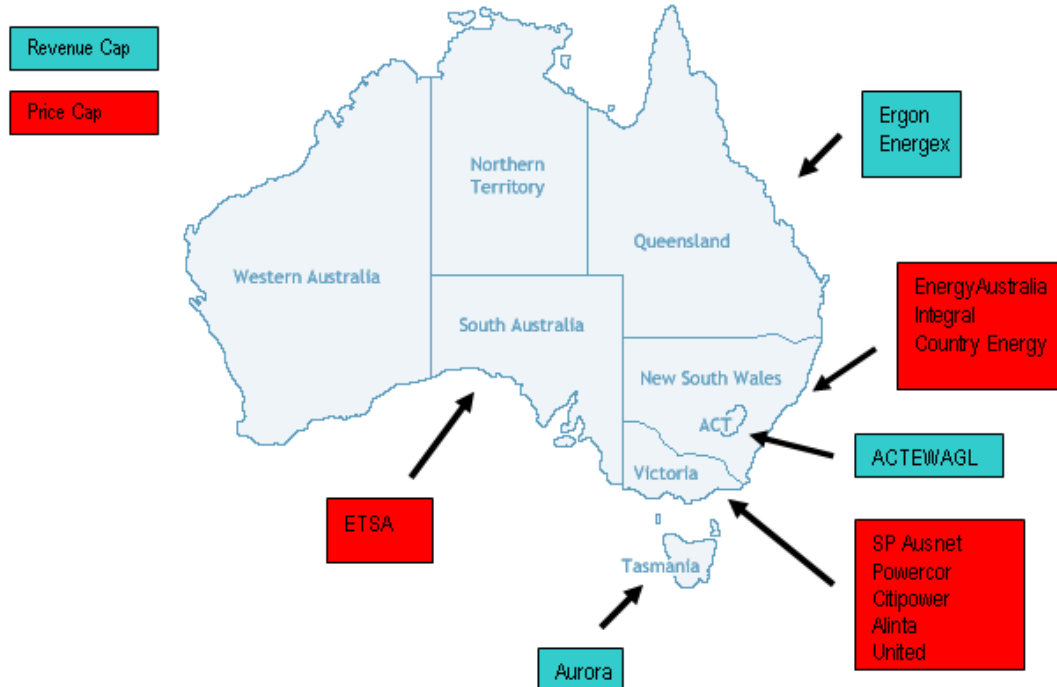 Revenue Cap
Price Cap
Ergon
Energex
Northern
Territory
Queensland
Western Australia
South Australia
EnergyAustralia
Integral
Country Energy
New South Wales
ACT
ACTEWAGL
Victoria
ETSA
SP Ausnet
Powercor
Citipower
Alinta
United
Tasmania
Aurora